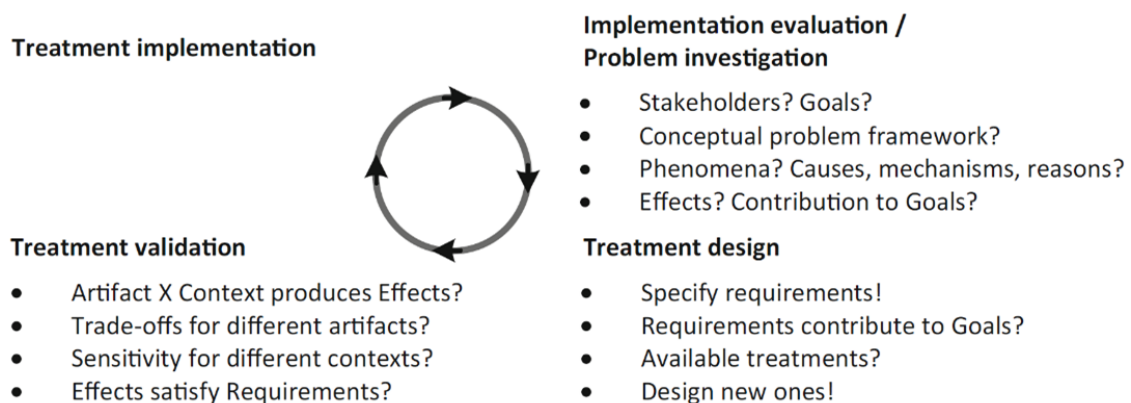 Treatment implementation
Implementation evaluation /
Problem investigation
• Stakeholders? Goals?
• Conceptual problem framework?
• Phenomena? Causes, mechanisms, reasons?
• Effects? Contribution to Goals?
Treatment validation
• Artifact X Context produces Effects?
• Trade-offs for different artifacts?
• Sensitivity for different contexts?
• Effects satisfy Requirements?
Treatment design
• Specify requirements!
• Requirements contribute to Goals?
• Available treatments?
• Design new ones!